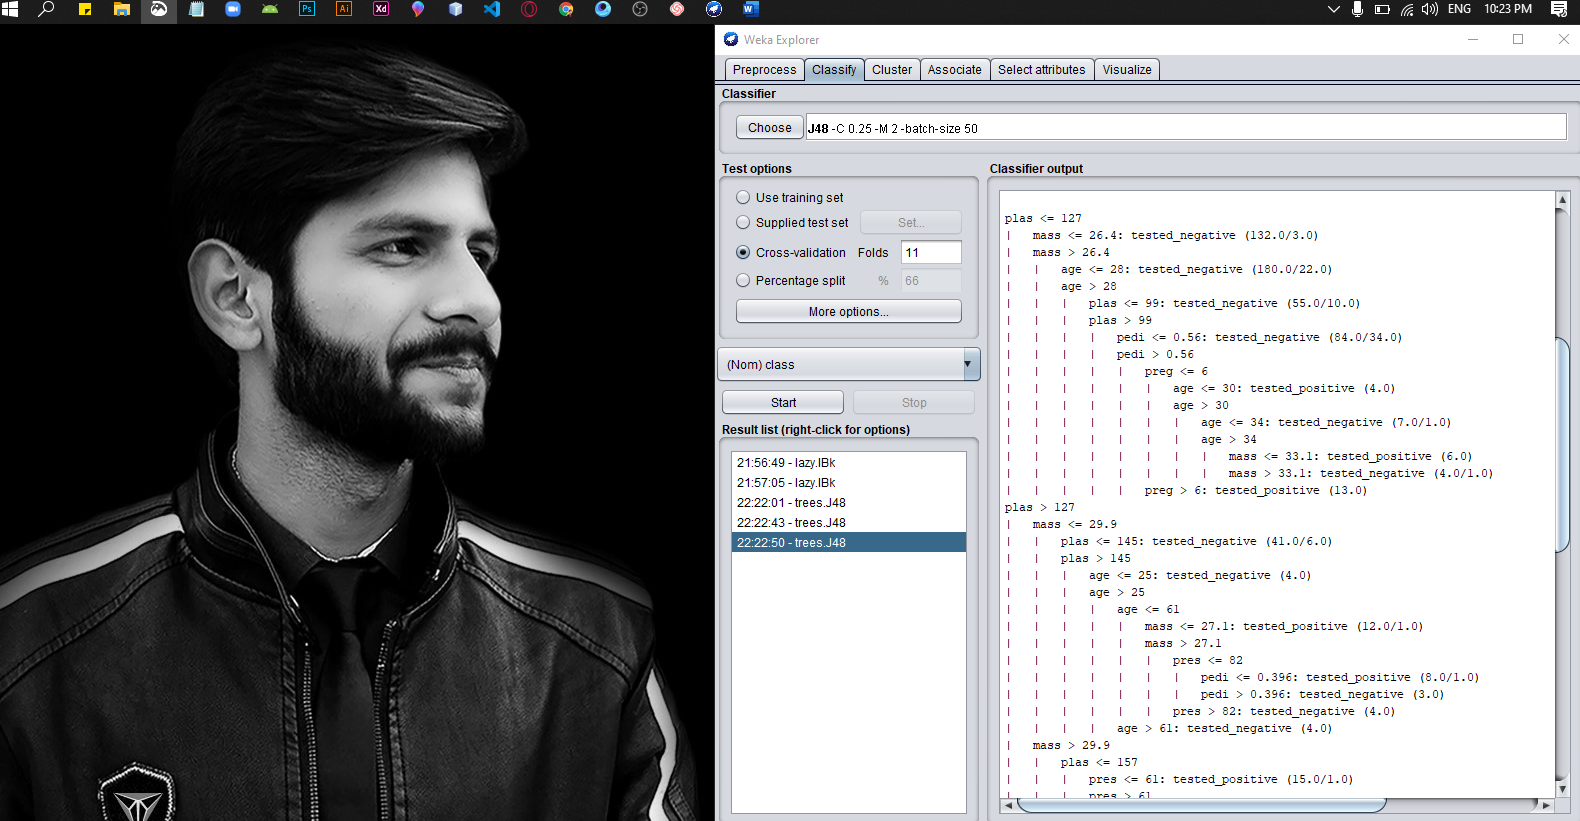 Ps
Ai
Xd
W
ENG
10:23 PM
Weka Explorer
Preprocess
Classify
Cluster
Associate
Select attributes
Visualize
Classifier
Choose
J48 -C 0.25 -M 2 -batch-size 50
Test options
Use training set
Supplied test set
Set...
Cross-validation Folds 11
Percentage split % 66
More options...
(Nom) class
Start
Stop
Result list (right-click for options)
21:56:49 - lazy.IBk
21:57:05 - lazy.IBk
22:22:01 - trees.J48
22:22:43 - trees.J48
22:22:50 - trees.J48
Classifier output
plas <= 127
| mass <= 26.4: tested_negative (132.0/3.0)
| mass > 26.4
| | age <= 28: tested_negative (180.0/22.0)
| | age > 28
| | | plas <= 99: tested_negative (55.0/10.0)
| | | plas > 99
| | | | pedi <= 0.56: tested_negative (84.0/34.0)
| | | | pedi > 0.56
| | | | | preg <= 6
| | | | | | age <= 30: tested_positive (4.0)
| | | | | | age > 30
| | | | | | | age <= 34: tested_negative (7.0/1.0)
| | | | | | | age > 34
| | | | | | | | mass <= 33.1: tested_positive (6.0)
| | | | | | | | mass > 33.1: tested_negative (4.0/1.0)
| | | | | preg > 6: tested_positive (13.0)
plas > 127
| mass <= 29.9
| | plas <= 145: tested_negative (41.0/6.0)
| | plas > 145
| | | age <= 25: tested_negative (4.0)
| | | age > 25
| | | | age <= 61
| | | | | mass <= 27.1: tested_positive (12.0/1.0)
| | | | | mass > 27.1
| | | | | | pres <= 82
| | | | | | | pedi <= 0.396: tested_positive (8.0/1.0)
| | | | | | | pedi > 0.396: tested_negative (3.0)
| | | | | | pres > 82: tested_negative (4.0)
| | | | age > 61: tested_negative (4.0)
| mass > 29.9
| | plas <= 157
| | | pres <= 61: tested_positive (15.0/1.0)
| | | pres > 61